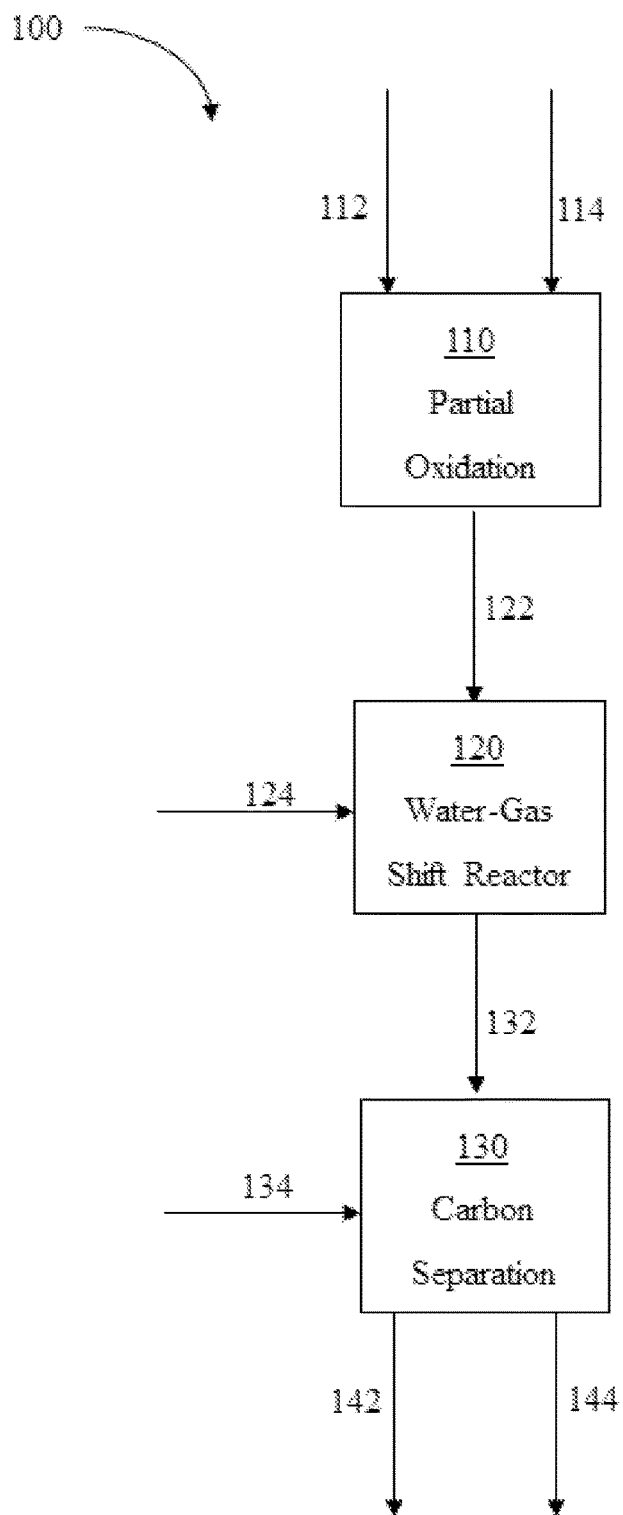 100
112
114
110
Partial
Oxidation
122
120
124
Water-Gas
Shift Reactor
132
130
134
Carbon
Separation
142
144